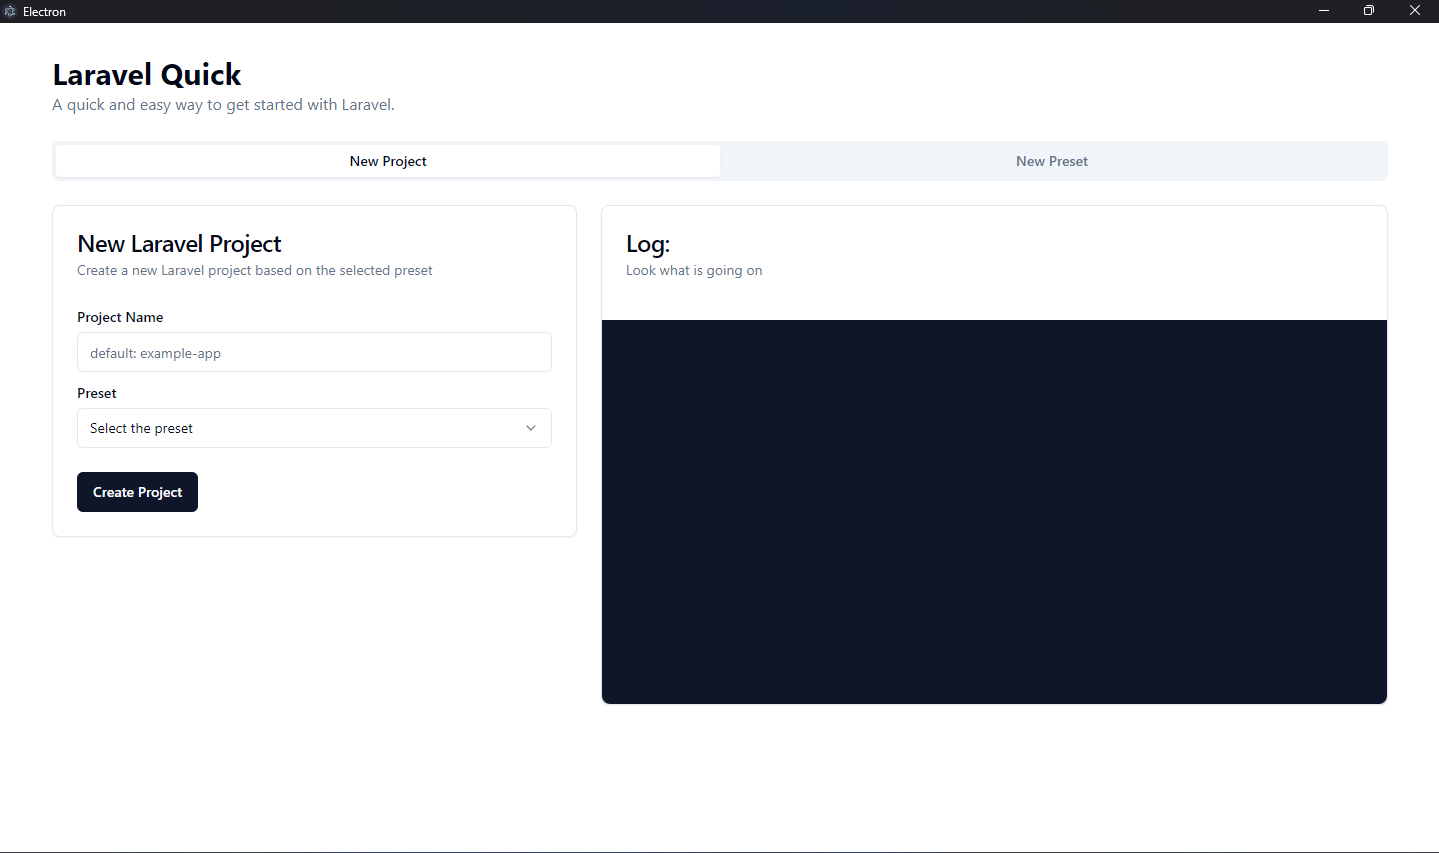 Electron
Laravel Quick
A quick and easy way to get started with Laravel.
New Project
New Preset
New Laravel Project
Create a new Laravel project based on the selected preset
Project Name
default: example-app
Preset
Select the preset
Create Project
Log:
Look what is going on